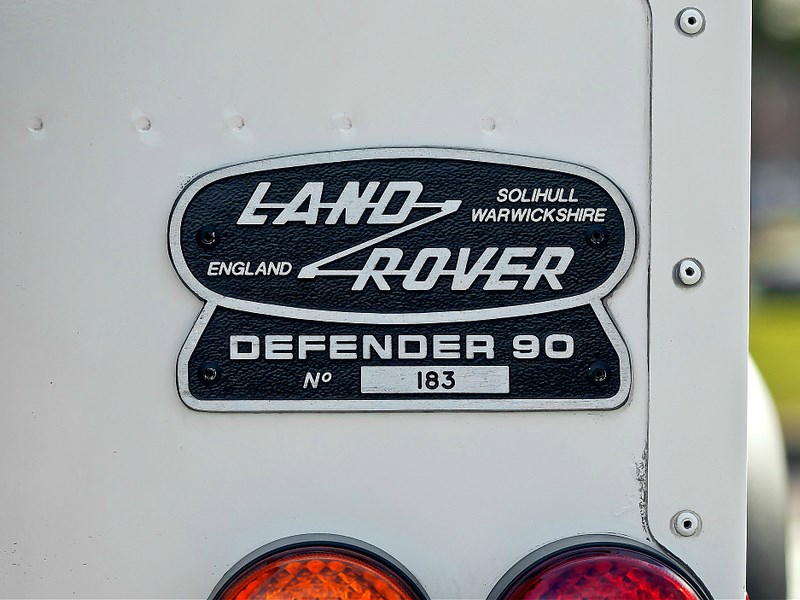 LAND
SOLIHULL
WARWICKSHIRE
ENGLAND
ROVER
DEFENDER 90
Nº 183